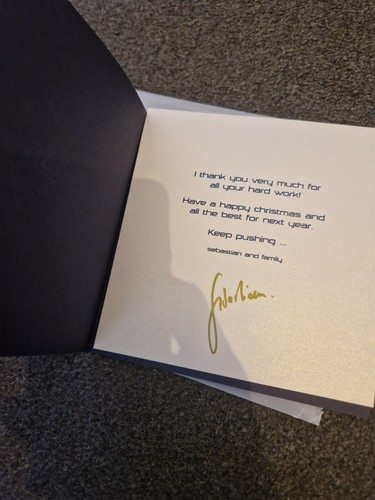 I thank you very much for
all your hard work!
Have a happy christmas and
all the best for next year.
Keep pushing ...
sebastian and family
Sebastian.